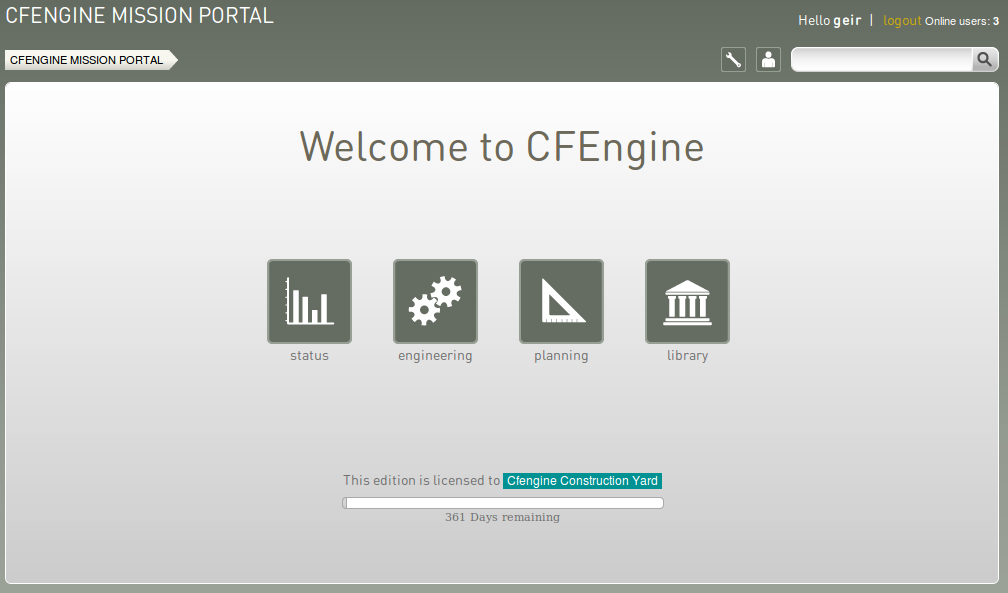 CFENGINE MISSION PORTAL
Hello geir | logout Online users: 3
CFENGINE MISSION PORTAL
Welcome to CFEngine
status engineering planning library
This edition is licensed to Cfengine Construction Yard
361 Days remaining